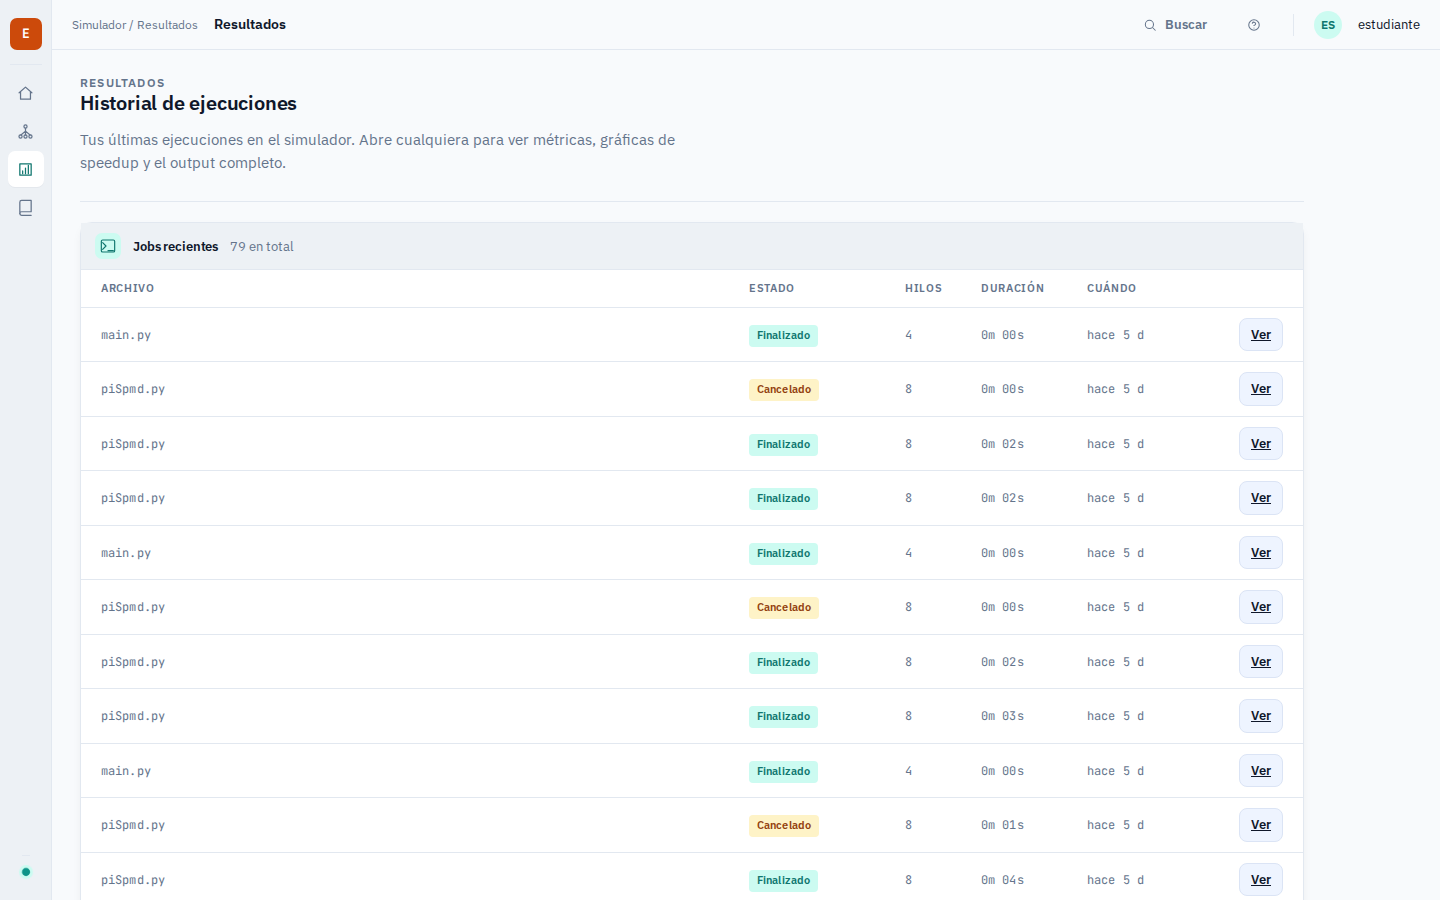 E
Simulador / Resultados Resultados
Buscar
ES estudiante
RESULTADOS
Historial de ejecuciones
Tus últimas ejecuciones en el simulador. Abre cualquiera para ver métricas, gráficas de
speedup y el output completo.
Jobs recientes 79 en total
ARCHIVO ESTADO HILOS DURACIÓN CUÁNDO
main.py Finalizado 4 0m 00s hace 5 d Ver
piSpmd.py Cancelado 8 0m 00s hace 5 d Ver
piSpmd.py Finalizado 8 0m 02s hace 5 d Ver
piSpmd.py Finalizado 8 0m 02s hace 5 d Ver
main.py Finalizado 4 0m 00s hace 5 d Ver
piSpmd.py Cancelado 8 0m 00s hace 5 d Ver
piSpmd.py Finalizado 8 0m 02s hace 5 d Ver
piSpmd.py Finalizado 8 0m 03s hace 5 d Ver
main.py Finalizado 4 0m 00s hace 5 d Ver
piSpmd.py Cancelado 8 0m 01s hace 5 d Ver
piSpmd.py Finalizado 8 0m 04s hace 5 d Ver